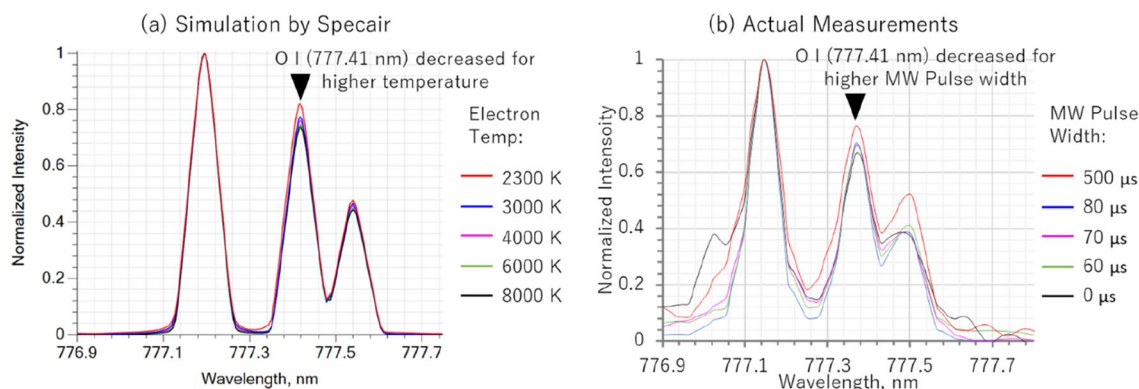 (a) Simulation by Specair
O I (777.41 nm) decreased for
higher temperature
Normalized Intensity
1
0.8
0.6
0.4
0.2
0
776.9
777.1
777.3
777.5
777.7
Wavelength, nm
Electron
Temp:
2300 K
3000 K
4000 K
6000 K
8000 K
(b) Actual Measurements
O I (777.41 nm) decreased for
higher MW Pulse width
Normalized Intensity
1
0.8
0.6
0.4
0.2
0
776.9
777.1
777.3
777.5
777.7
Wavelength, nm
MW Pulse
Width:
500 μs
80 μs
70 μs
60 μs
0 μs